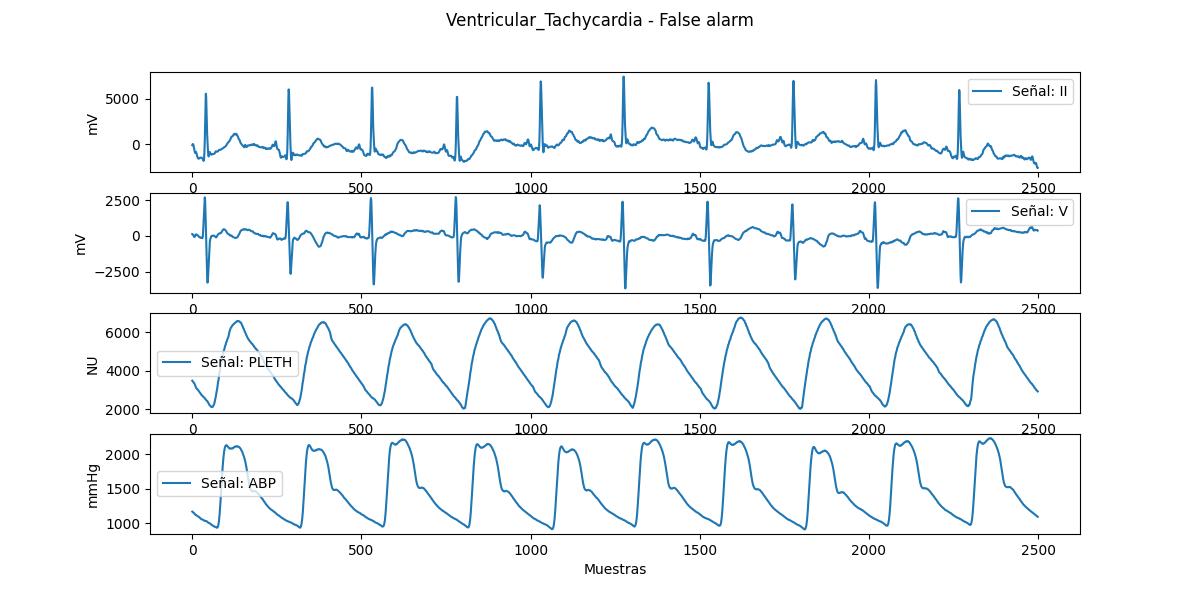 Ventricular_Tachycardia - False alarm
5000
0
mV
Señal: II
0 500 1000 1500 2000 2500
2500
0
−2500
mV
Señal: V
0 500 1000 1500 2000 2500
6000
4000
2000
NU
Señal: PLETH
0 500 1000 1500 2000 2500
2000
1500
1000
mmHg
Señal: ABP
0 500 1000 1500 2000 2500
Muestras